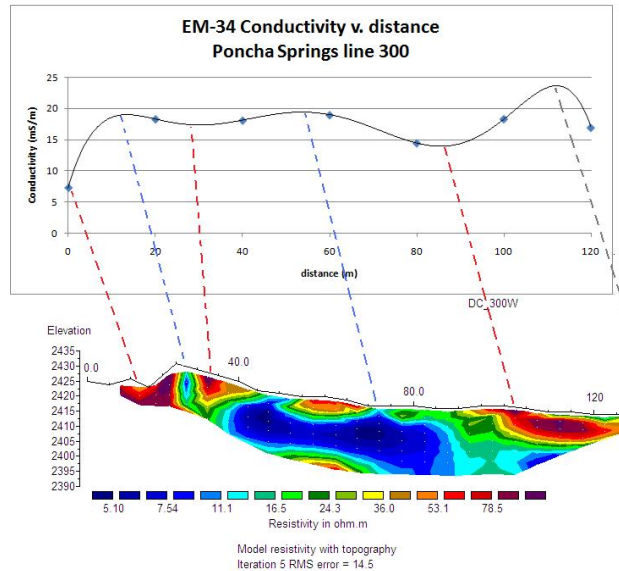 EM-34 Conductivity v. distance
Poncha Springs line 300
25
20
15
10
5
0
Conductivity (mS/m)
0 20 40 60 80 100 120
distance (m)
DC_300W
Elevation
2435
2430
2425
2420
2415
2410
2405
2400
2395
2390
0.0 40.0 80.0 120
5.10 7.54 11.1 16.5 24.3 36.0 53.1 78.5
Resistivity in ohm.m
Model resistivity with topography
Iteration 5 RMS error = 14.5